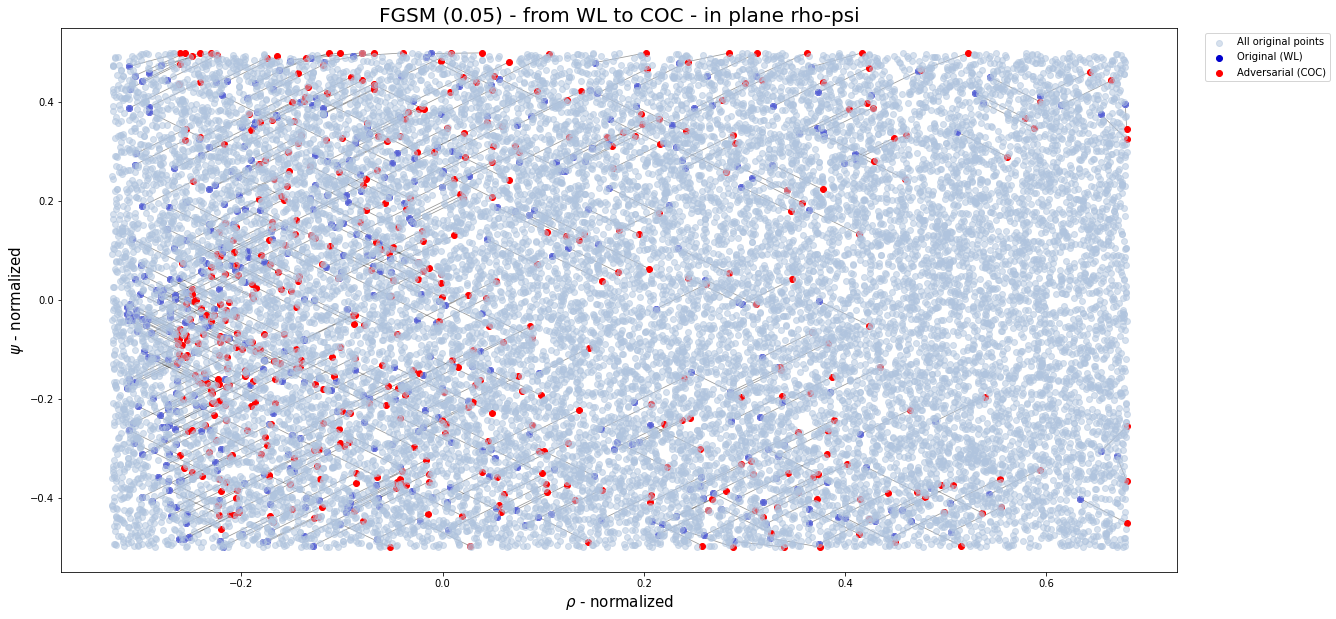 FGSM (0.05) - from WL to COC - in plane rho-psi
All original points
Original (WL)
Adversarial (COC)
ψ - normalized
0.4
0.2
0.0
−0.2
−0.4
−0.2 0.0 0.2 0.4 0.6
ρ - normalized